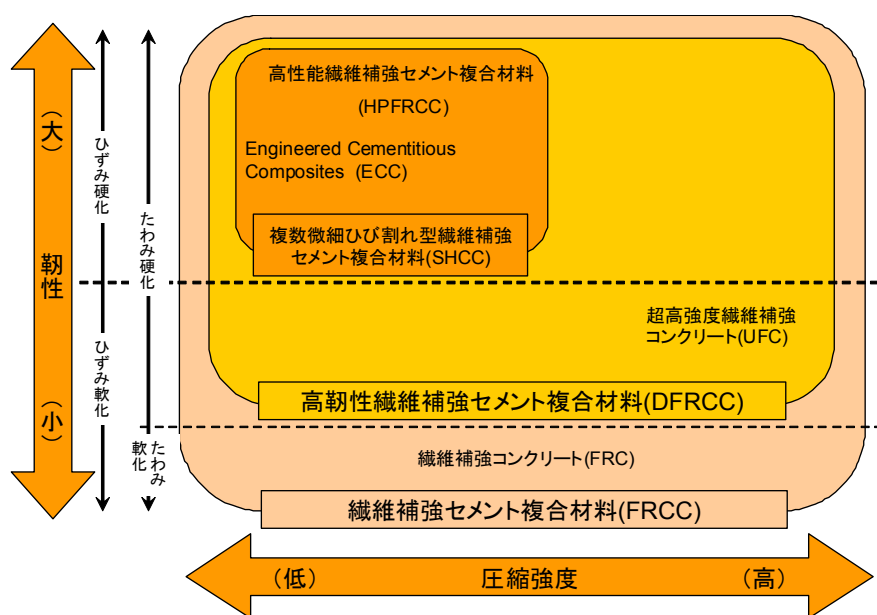 (大)
靭性
(小)
ひずみ硬化
ひずみ軟化
たわみ硬化
たわみ
軟化
高性能繊維補強セメント複合材料
(HPFRCC)
Engineered Cementitious
Composites (ECC)
複数微細ひび割れ型繊維補強
セメント複合材料(SHCC)
超高強度繊維補強
コンクリート(UFC)
高靭性繊維補強セメント複合材料(DFRCC)
繊維補強コンクリート(FRC)
繊維補強セメント複合材料(FRCC)
(低) 圧縮強度 (高)